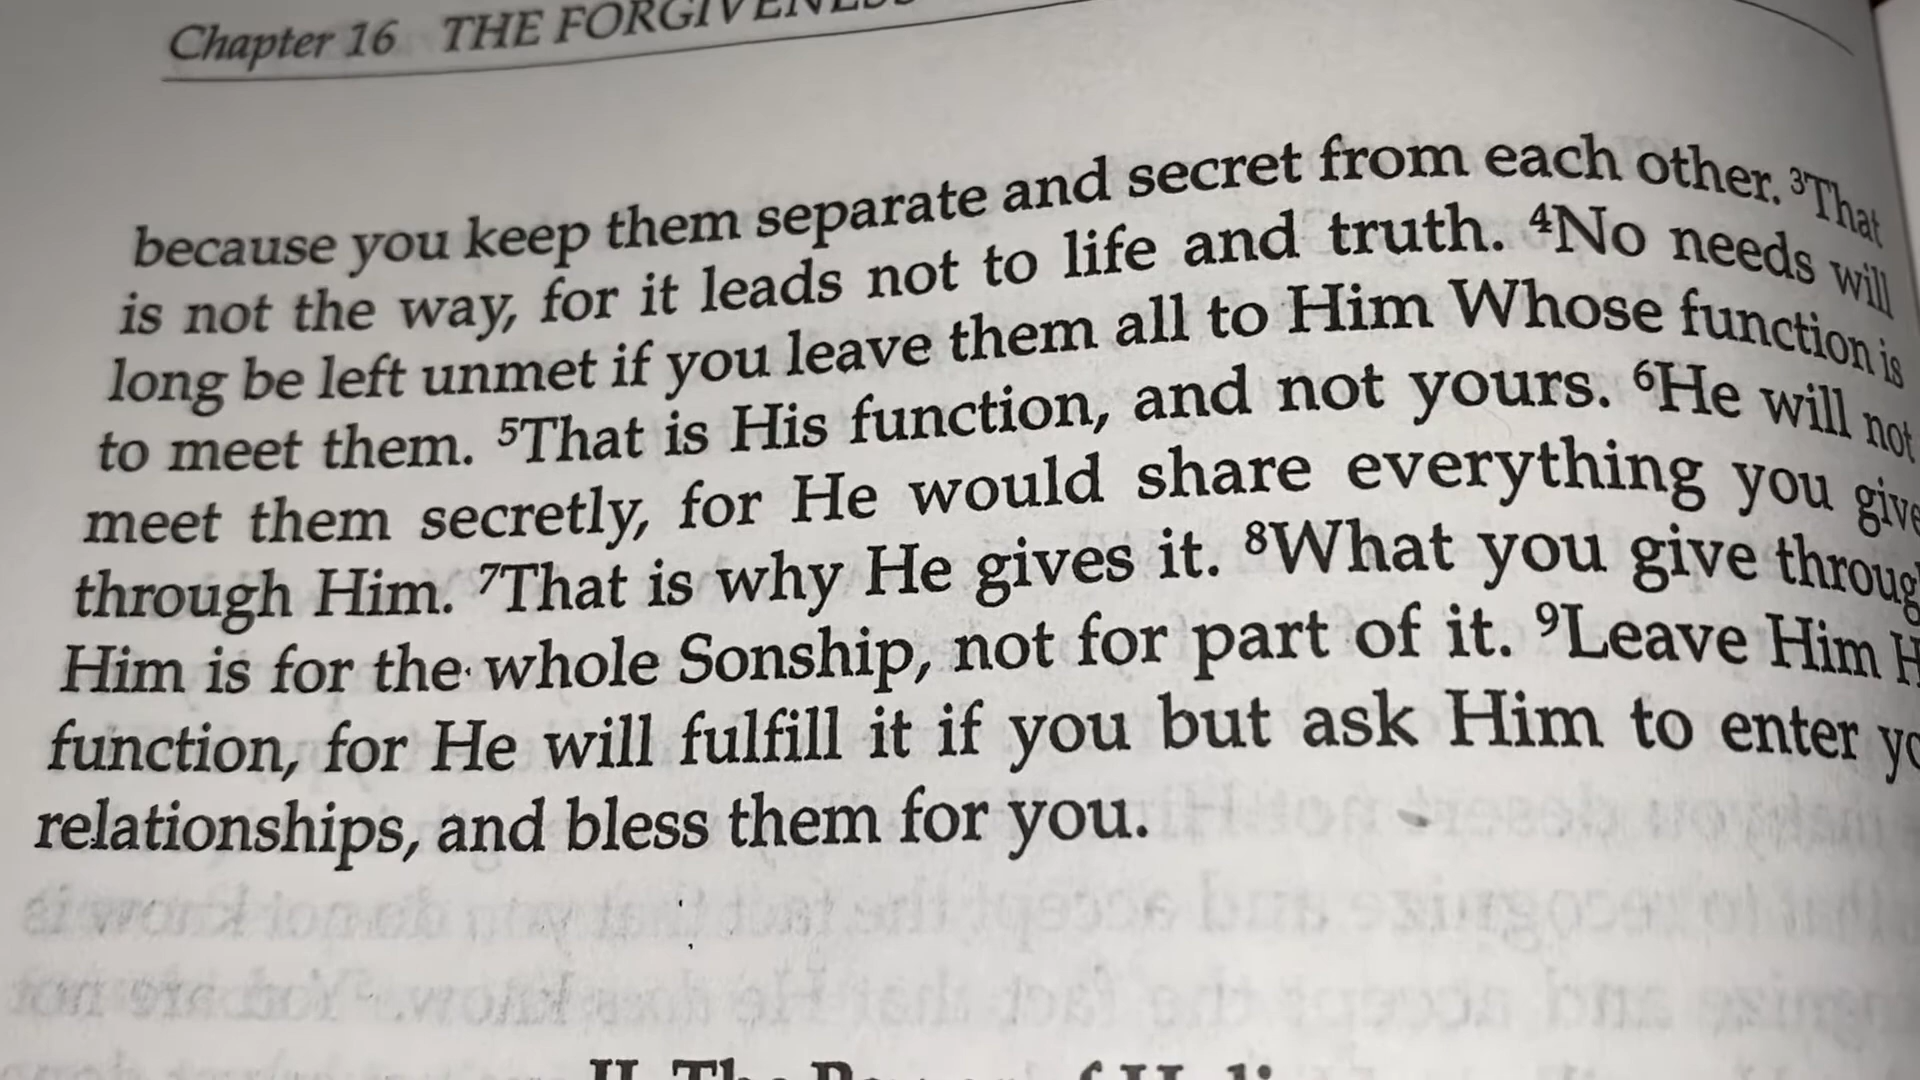 Chapter 16 THE FORGIVENESS
because you keep them separate and secret from each other. ³That
is not the way, for it leads not to life and truth. ⁴No needs will
long be left unmet if you leave them all to Him Whose function is
to meet them. ⁵That is His function, and not yours. ⁶He will not
meet them secretly, for He would share everything you give
through Him. ⁷That is why He gives it. ⁸What you give through
Him is for the whole Sonship, not for part of it. ⁹Leave Him
function, for He will fulfill it if you but ask Him to enter
relationships, and bless them for you.
II. The